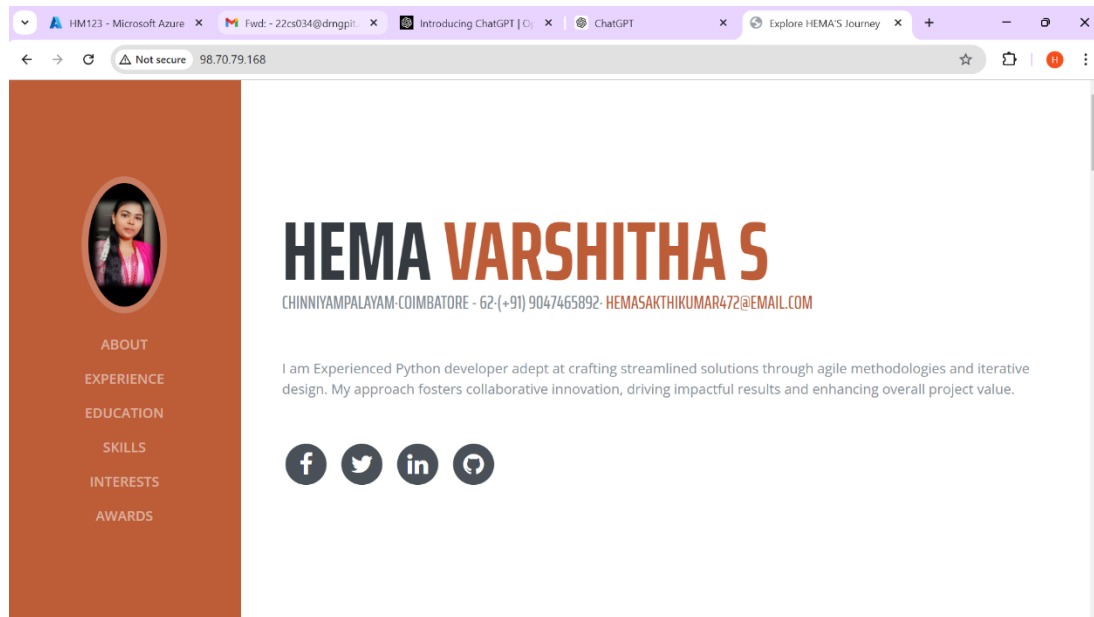 HM123 - Microsoft Azure
Fwd: - 22cs034@drngpit.
Introducing ChatGPT | O
ChatGPT
Explore HEMA'S Journey
Not secure 98.70.79.168
H
HEMA VARSHITHA S
CHINNIYAMPALAYAM·COIMBATORE - 62·(+91) 9047465892· HEMASAKTHIKUMAR472@EMAIL.COM
ABOUT
EXPERIENCE
EDUCATION
SKILLS
INTERESTS
AWARDS
I am Experienced Python developer adept at crafting streamlined solutions through agile methodologies and iterative
design. My approach fosters collaborative innovation, driving impactful results and enhancing overall project value.